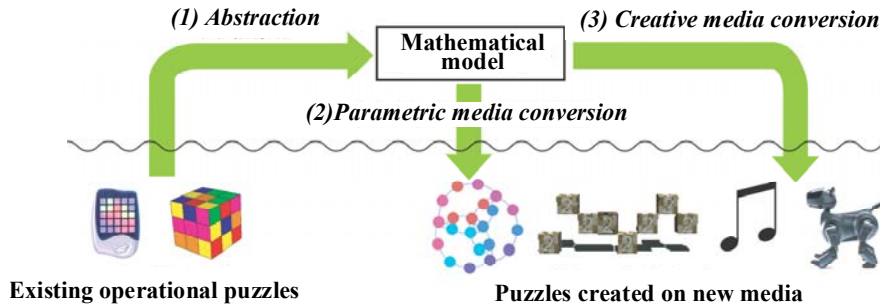 (1) Abstraction
(3) Creative media conversion
Mathematical
model
(2)Parametric media conversion
Existing operational puzzles
Puzzles created on new media